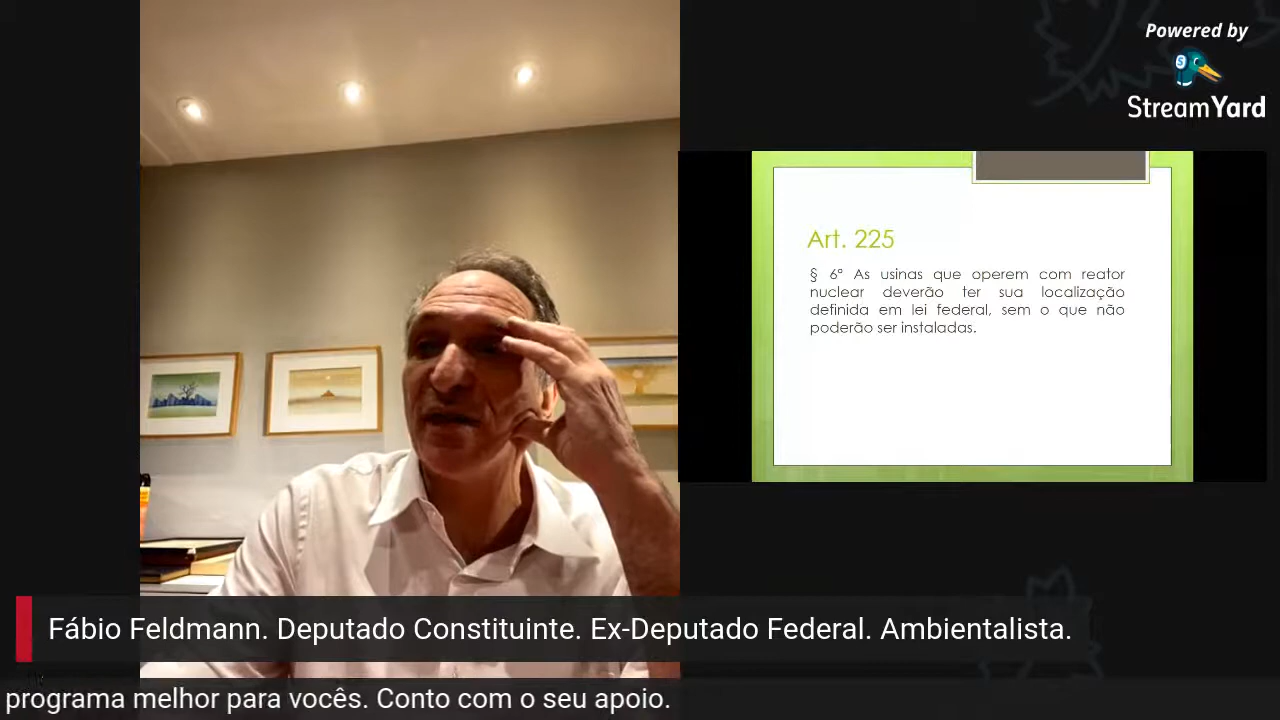 Powered by
StreamYard
Art. 225
§ 6º As usinas que operem com reator
nuclear deverão ter sua localização
definida em lei federal, sem o que não
poderão ser instaladas.
Fábio Feldmann. Deputado Constituinte. Ex-Deputado Federal. Ambientalista.
programa melhor para vocês. Conto com o seu apoio.